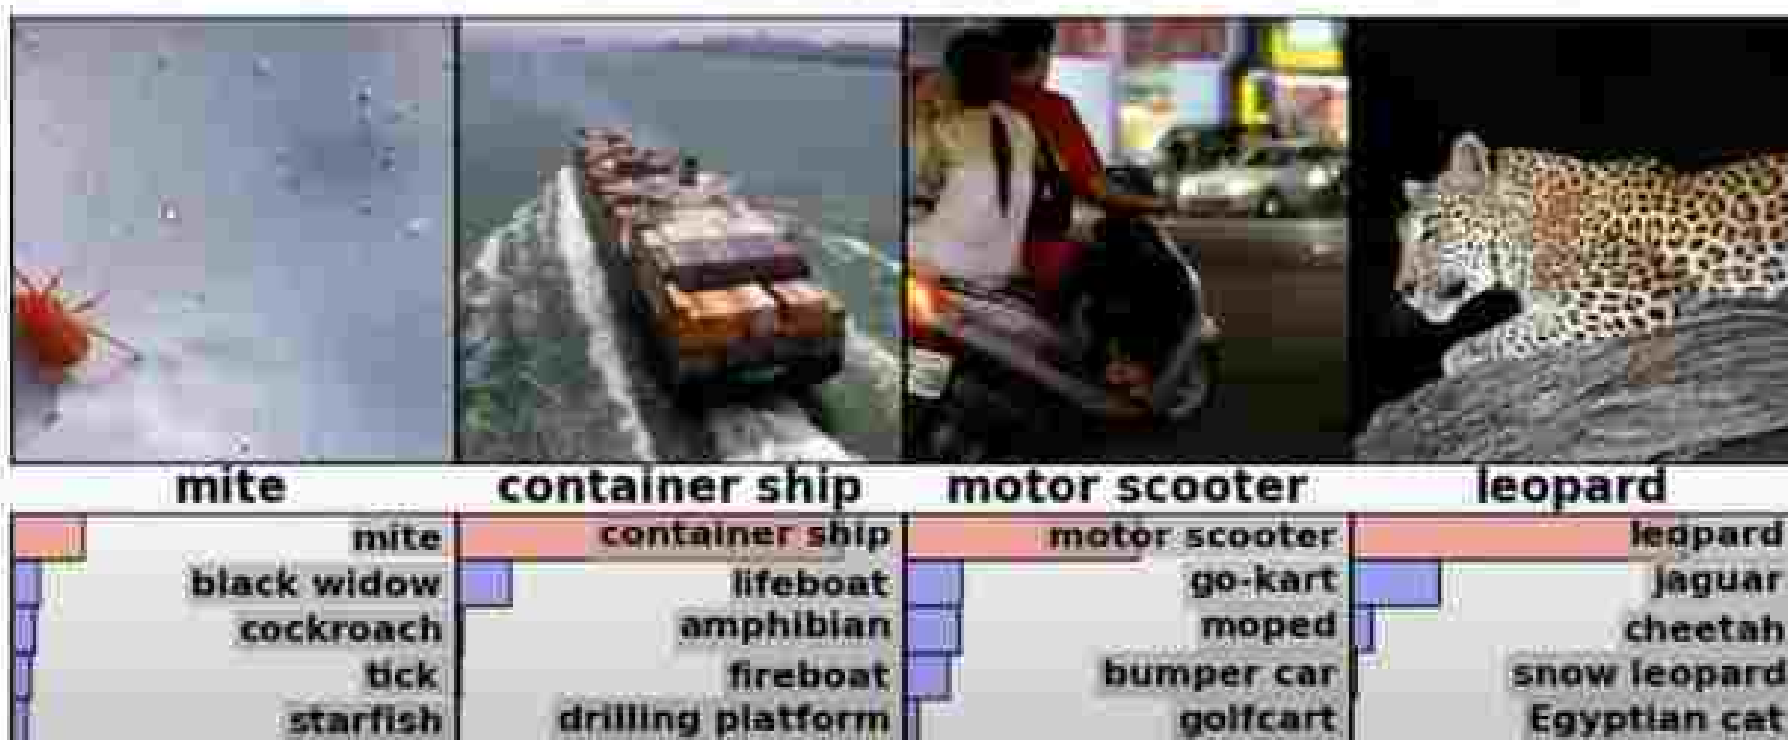 mite
container ship
motor scooter
leopard
mite
black widow
cockroach
tick
starfish
container ship
lifeboat
amphibian
fireboat
drilling platform
motor scooter
go-kart
moped
bumper car
golfcart
leopard
jaguar
cheetah
snow leopard
Egyptian cat